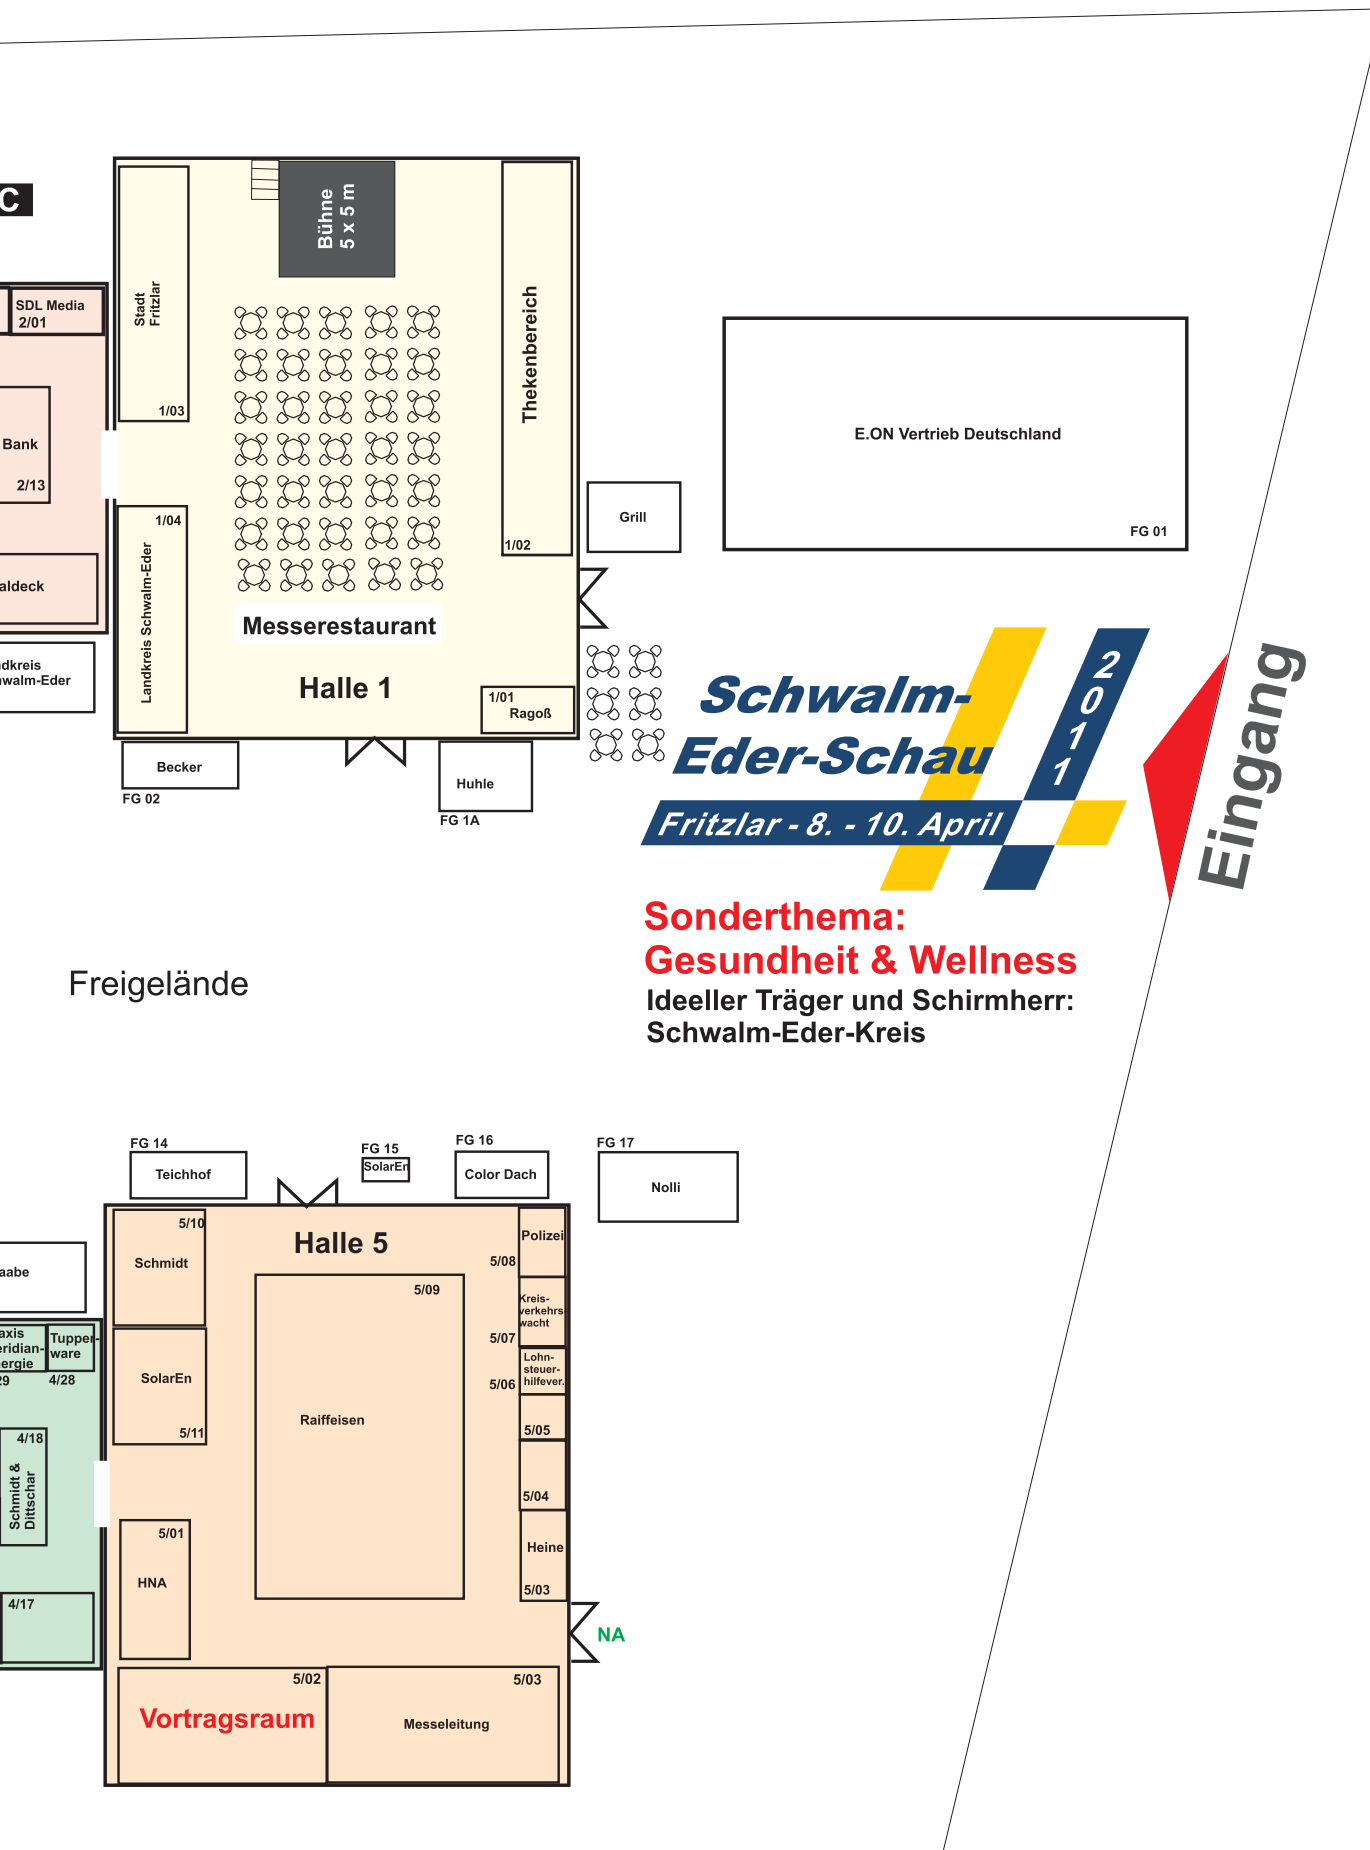 C
SDL Media
2/01
Bank
2/13
aldeck
ndkreis
hwalm-Eder
Stadt
Fritzlar
1/03
Bühne
5 x 5 m
Thekenbereich
1/02
1/04
Landkreis Schwalm-Eder
Messerestaurant
Halle 1
1/01
Ragoß
Becker
FG 02
Huhle
FG 1A
Grill
E.ON Vertrieb Deutschland
FG 01
Schwalm-
Eder-Schau
2011
Fritzlar - 8. - 10. April
Eingang
Sonderthema:
Gesundheit & Wellness
Ideeller Träger und Schirmherr:
Schwalm-Eder-Kreis
Freigelände
FG 14
Teichhof
FG 15
SolarEn
FG 16
Color Dach
FG 17
Nolli
aabe
axis
eridian-
ergie
29
Tupper-
ware
4/28
4/18
Schmidt &
Dittschar
4/17
Halle 5
5/10
Schmidt
SolarEn
5/11
5/09
Raiffeisen
Polizei
5/08
Kreis-
verkehrs-
wacht
5/07
Lohn-
steuer-
hilfever.
5/06
5/05
5/04
Heine
5/03
5/01
HNA
NA
5/02
Vortragsraum
5/03
Messeleitung